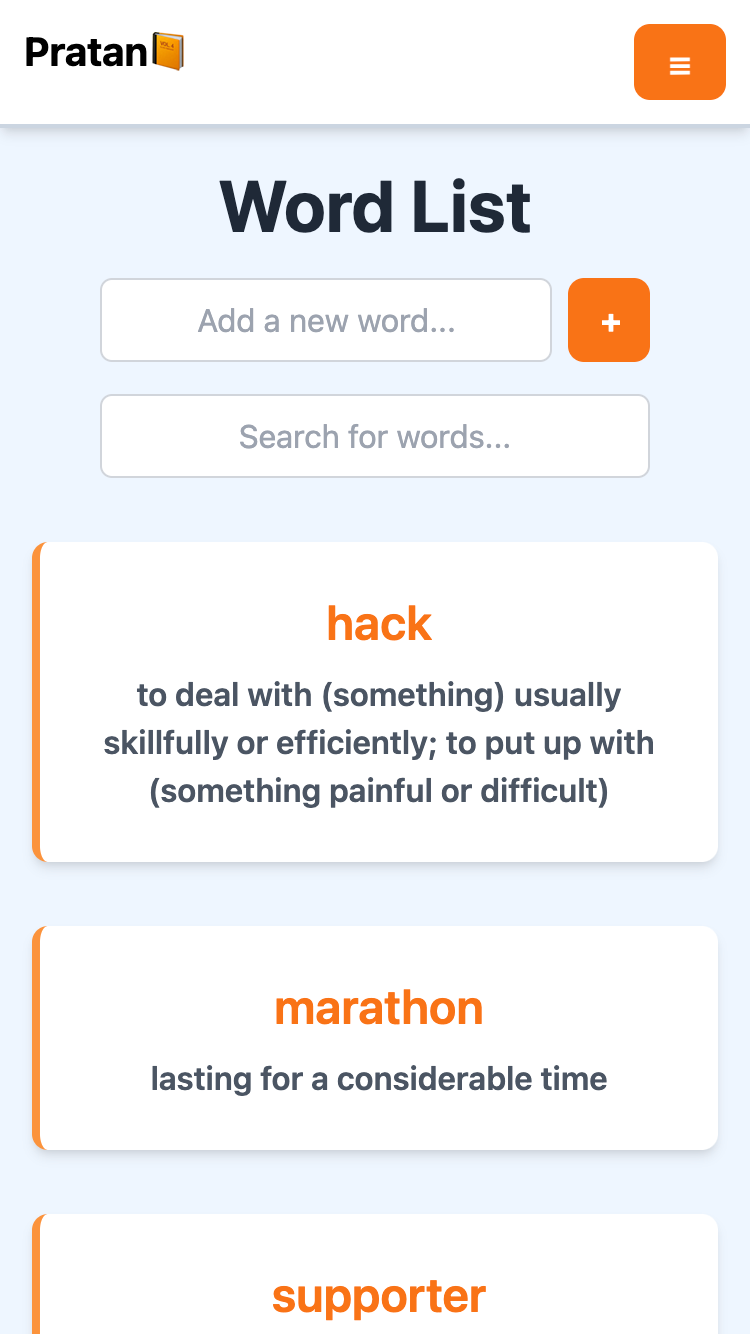 Pratan
Word List
Add a new word...
+
Search for words...
hack
to deal with (something) usually
skillfully or efficiently; to put up with
(something painful or difficult)
marathon
lasting for a considerable time
supporter